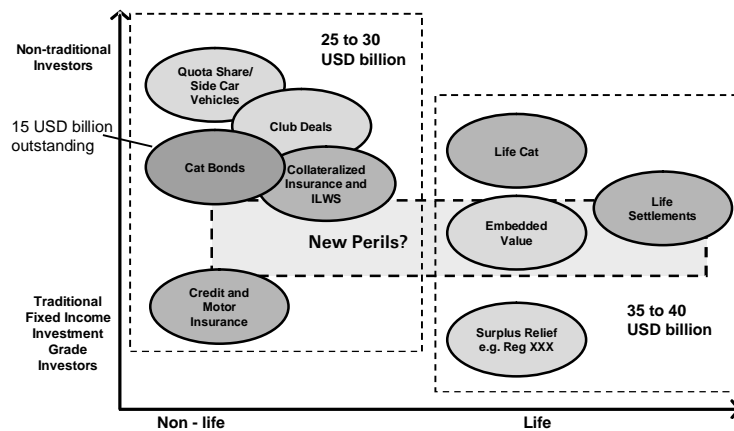 Non-traditional
Investors
25 to 30
USD billion
Quota Share/
Side Car
Vehicles
15 USD billion
outstanding
Club Deals
Cat Bonds
Collateralized
Insurance and
ILWS
Life Cat
Life
Settlements
New Perils?
Embedded
Value
Credit and
Motor
Insurance
Traditional
Fixed Income
Investment
Grade
Investors
Surplus Relief
e.g. Reg XXX
35 to 40
USD billion
Non - life
Life